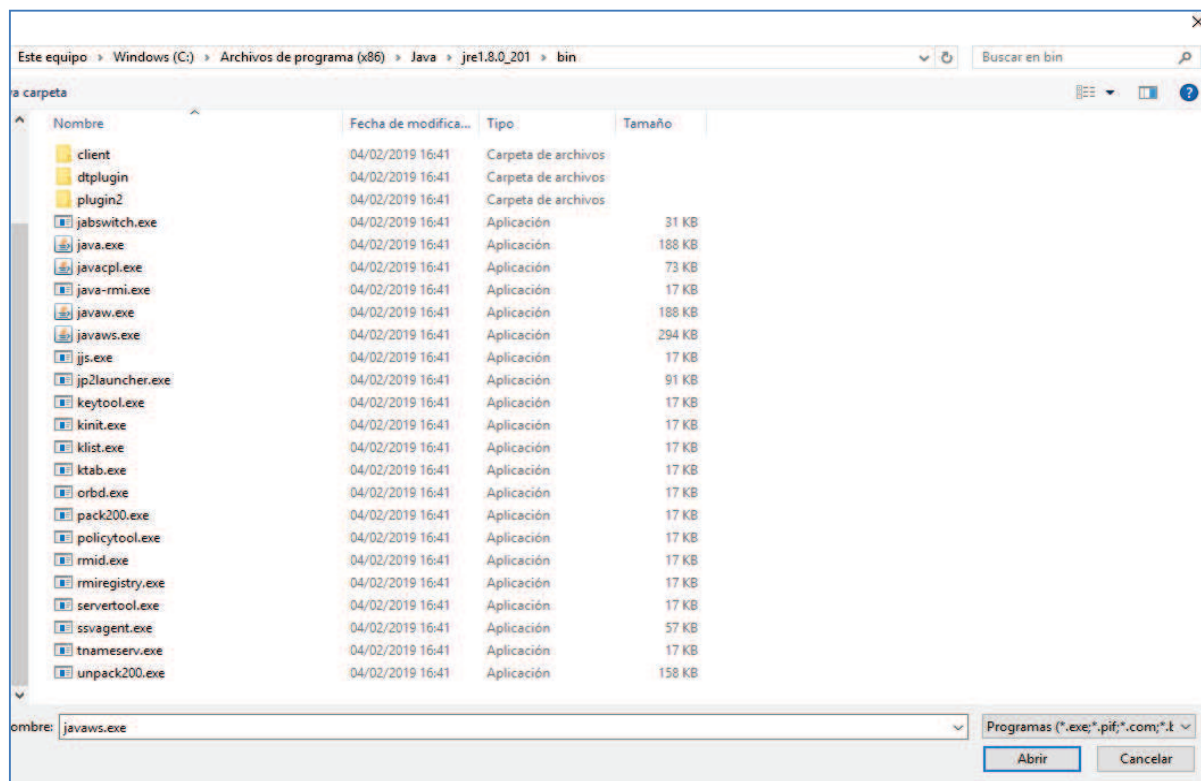 Este equipo › Windows (C:) › Archivos de programa (x86) › Java › jre1.8.0_201 › bin Buscar en bin
va carpeta
Nombre Fecha de modifica... Tipo Tamaño
client 04/02/2019 16:41 Carpeta de archivos
dtplugin 04/02/2019 16:41 Carpeta de archivos
plugin2 04/02/2019 16:41 Carpeta de archivos
jabswitch.exe 04/02/2019 16:41 Aplicación 31 KB
java.exe 04/02/2019 16:41 Aplicación 188 KB
javacpl.exe 04/02/2019 16:41 Aplicación 73 KB
java-rmi.exe 04/02/2019 16:41 Aplicación 17 KB
javaw.exe 04/02/2019 16:41 Aplicación 188 KB
javaws.exe 04/02/2019 16:41 Aplicación 294 KB
jjs.exe 04/02/2019 16:41 Aplicación 17 KB
jp2launcher.exe 04/02/2019 16:41 Aplicación 91 KB
keytool.exe 04/02/2019 16:41 Aplicación 17 KB
kinit.exe 04/02/2019 16:41 Aplicación 17 KB
klist.exe 04/02/2019 16:41 Aplicación 17 KB
ktab.exe 04/02/2019 16:41 Aplicación 17 KB
orbd.exe 04/02/2019 16:41 Aplicación 17 KB
pack200.exe 04/02/2019 16:41 Aplicación 17 KB
policytool.exe 04/02/2019 16:41 Aplicación 17 KB
rmid.exe 04/02/2019 16:41 Aplicación 17 KB
rmiregistry.exe 04/02/2019 16:41 Aplicación 17 KB
servertool.exe 04/02/2019 16:41 Aplicación 17 KB
ssvagent.exe 04/02/2019 16:41 Aplicación 57 KB
tnameserv.exe 04/02/2019 16:41 Aplicación 17 KB
unpack200.exe 04/02/2019 16:41 Aplicación 158 KB
ombre: javaws.exe Programas (*.exe;*.pif;*.com;*.b
Abrir Cancelar